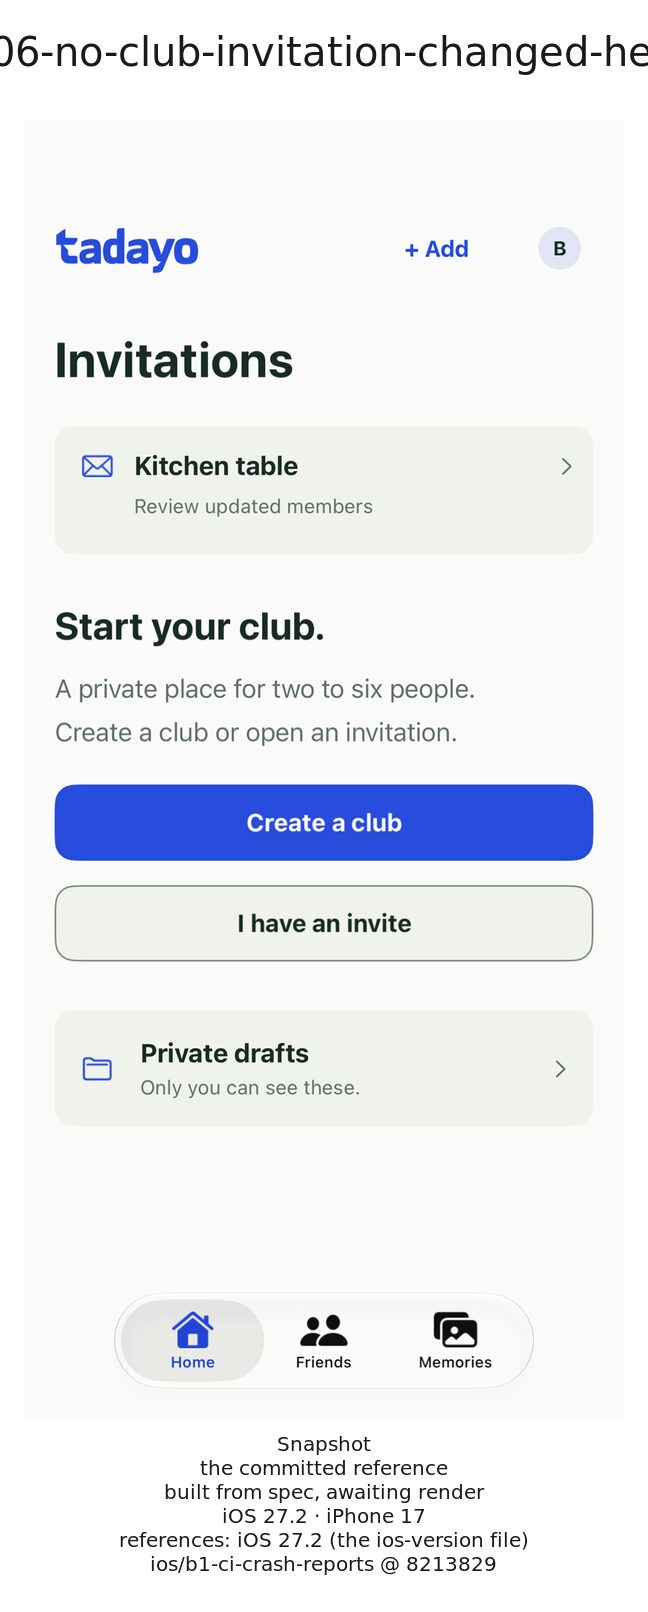 06-no-club-invitation-changed-he
tadayo
+ Add
B
Invitations
Kitchen table
Review updated members
Start your club.
A private place for two to six people.
Create a club or open an invitation.
Create a club
I have an invite
Private drafts
Only you can see these.
Home
Friends
Memories
Snapshot
the committed reference
built from spec, awaiting render
iOS 27.2 · iPhone 17
references: iOS 27.2 (the ios-version file)
ios/b1-ci-crash-reports @ 8213829